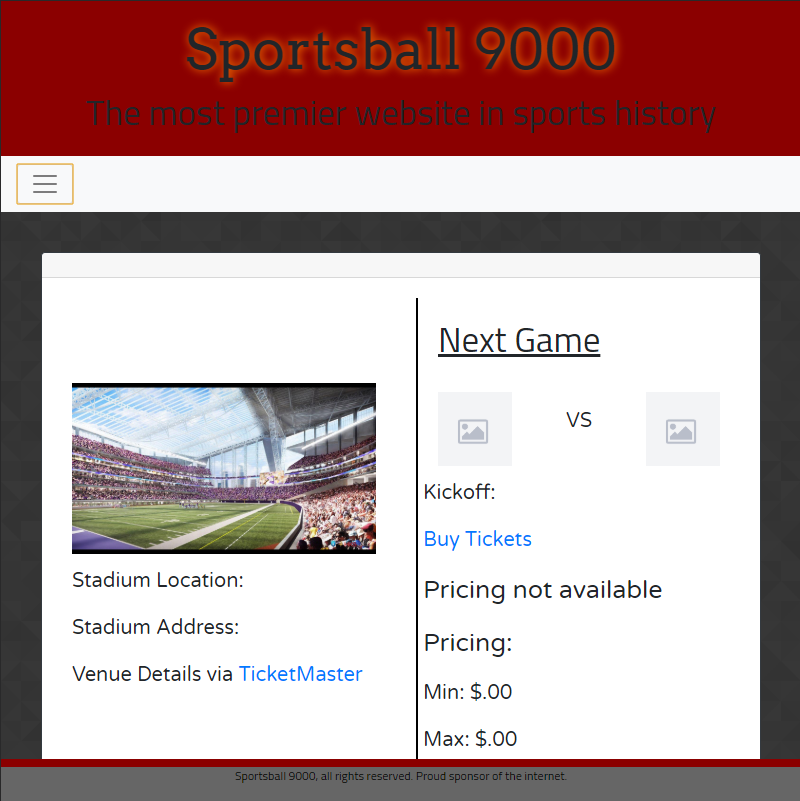 Sportsball 9000
The most premier website in sports history
Next Game
VS
Kickoff:
Buy Tickets
Pricing not available
Pricing:
Min: $.00
Max: $.00
Stadium Location:
Stadium Address:
Venue Details via TicketMaster
Sportsball 9000, all rights reserved. Proud sponsor of the internet.